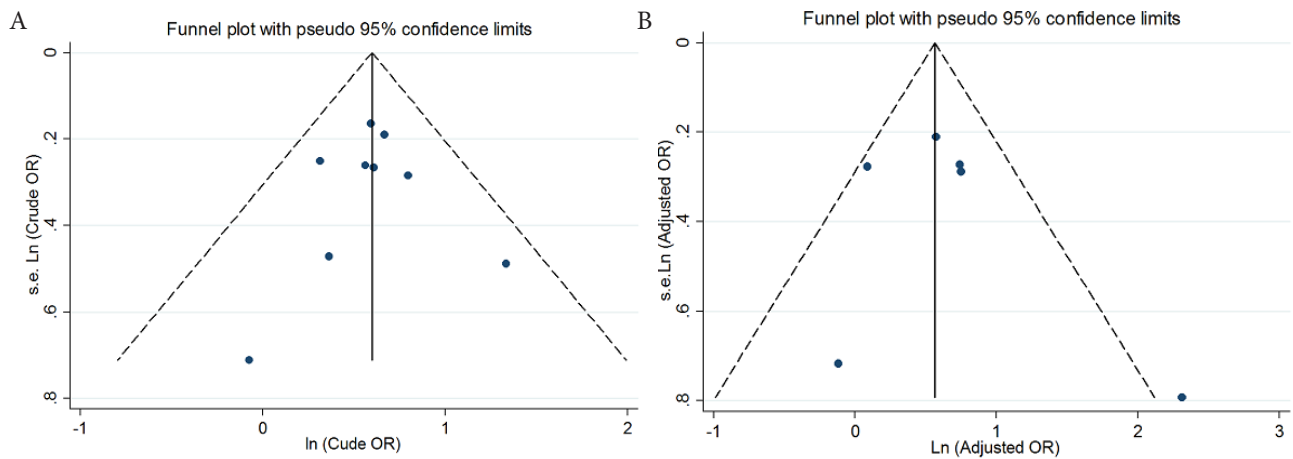 A
Funnel plot with pseudo 95% confidence limits
s.e. Ln (Crude OR)
0
.2
.4
.6
.8
-1
0
1
2
ln (Cude OR)
B
Funnel plot with pseudo 95% confidence limits
s.e.Ln (Adjusted OR)
0
.2
.4
.6
.8
-1
0
1
2
3
Ln (Adjusted OR)